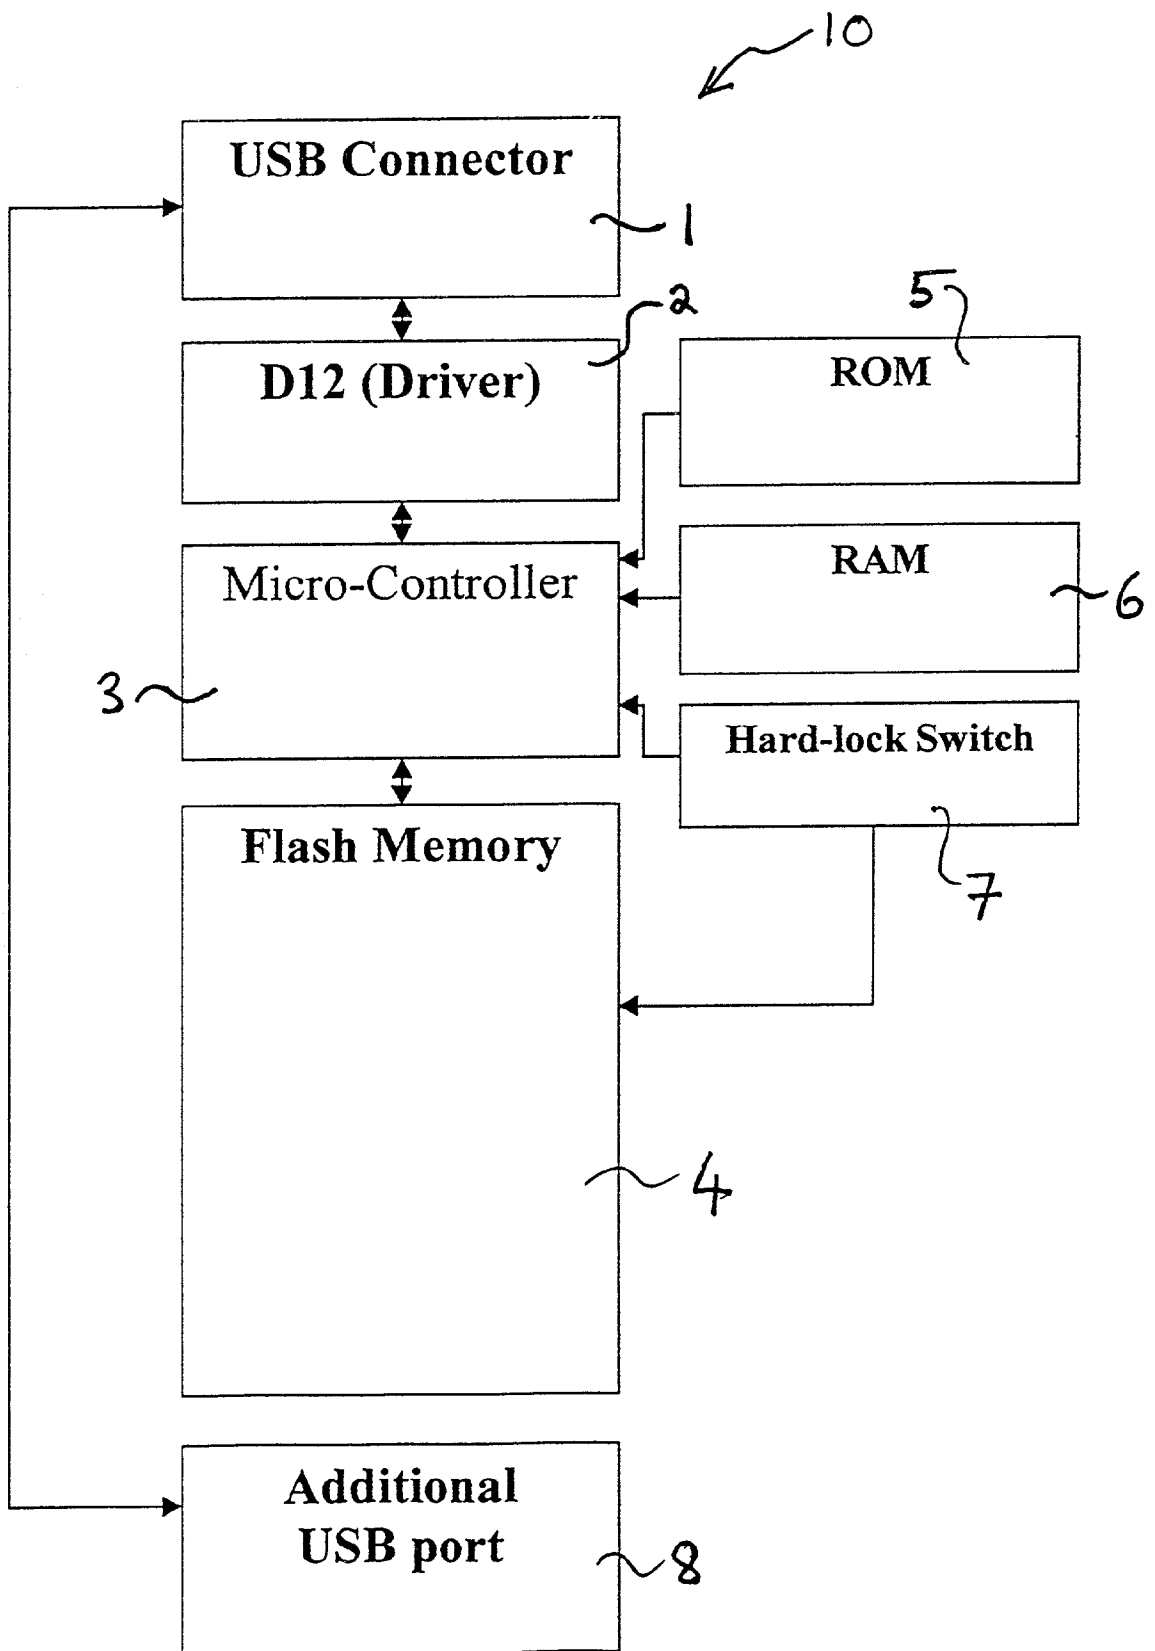 10
USB Connector
1
2
D12 (Driver)
5
ROM
Micro-Controller
3
RAM
6
Hard-lock Switch
7
Flash Memory
4
Additional
USB port
8